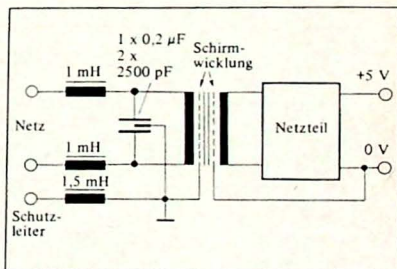 1 x 0,2 µF
2 x
2500 pF
Schirm-
wicklung
1 mH
+5 V
Netz
Netzteil
1 mH
0 V
1,5 mH
Schutz-
leiter